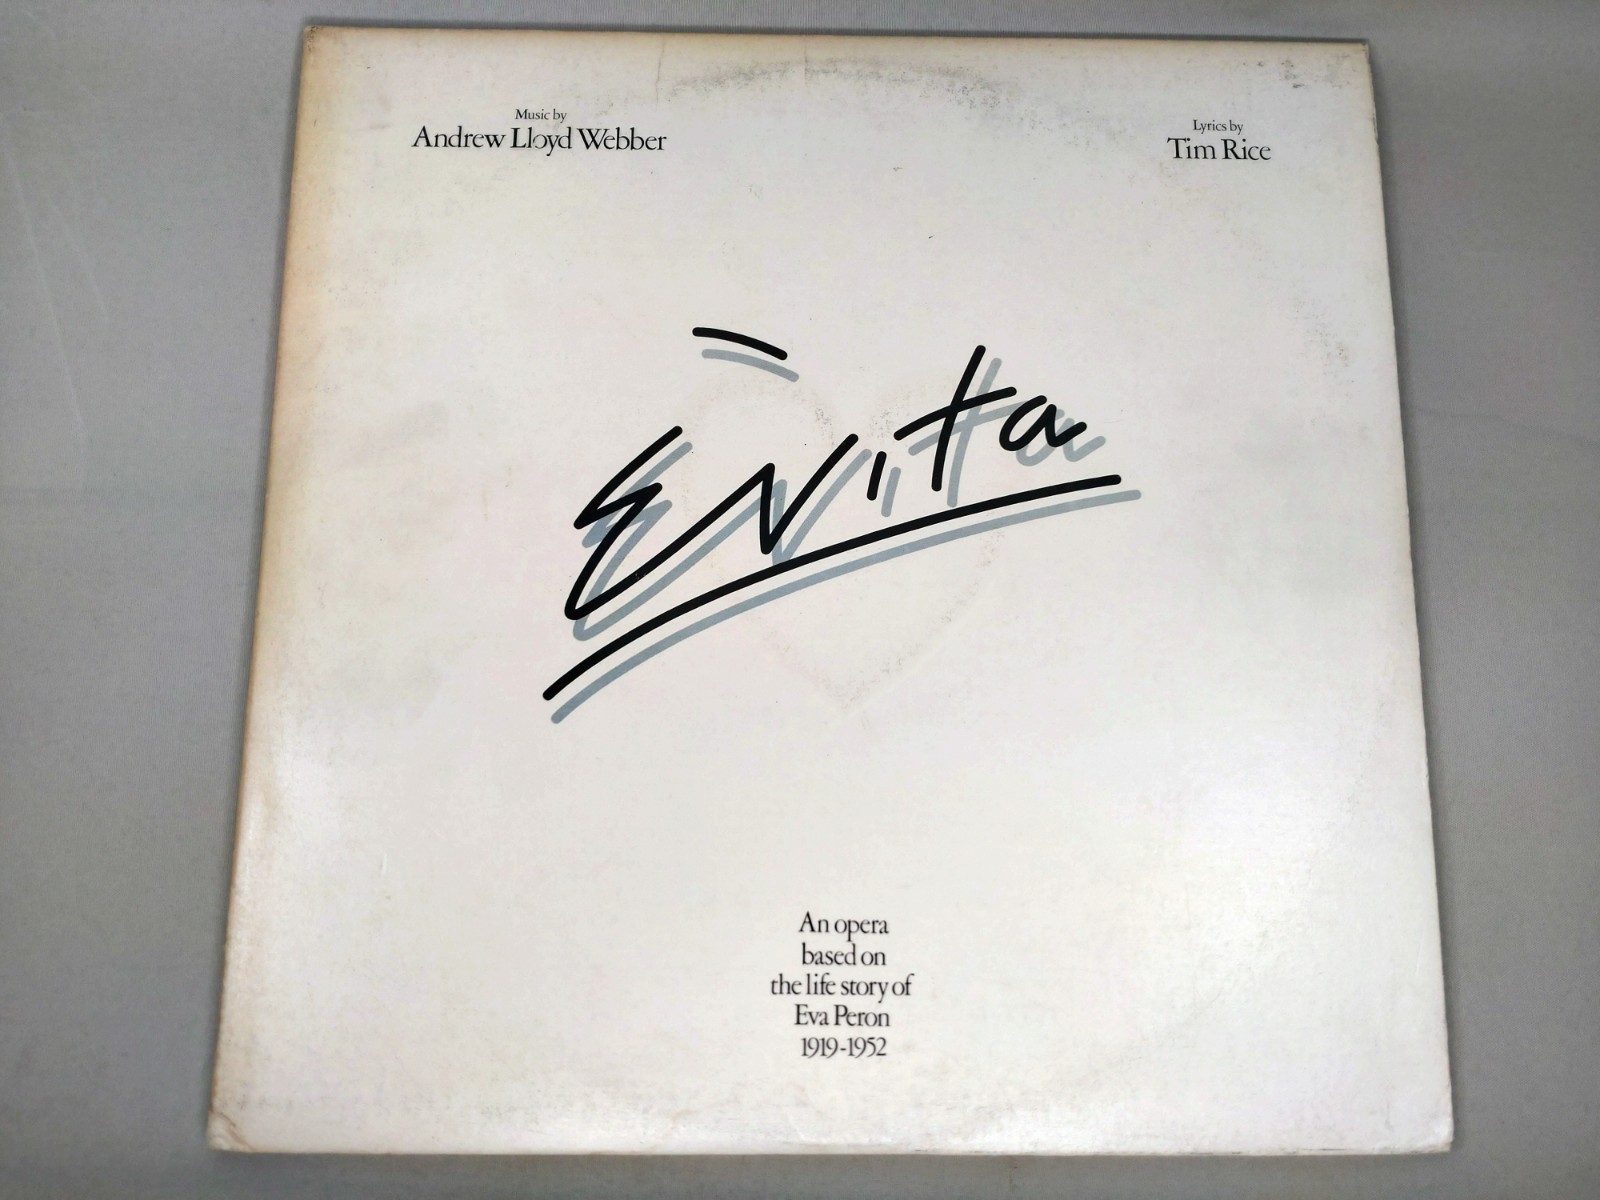 Music by
Andrew Lloyd Webber
Lyrics by
Tim Rice
Evita
An opera
based on
the life story of
Eva Peron
1919-1952